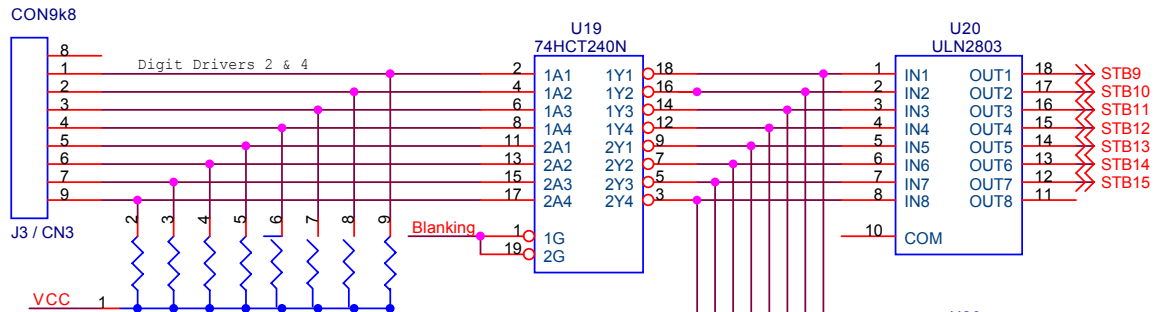 CON9k8
J3 / CN3
8
1
2
3
4
5
6
7
9
Digit Drivers 2 & 4
VCC 1
2 3 4 5 6 7 8 9
Blanking
U19
74HCT240N
2 1A1 1Y1 18
4 1A2 1Y2 16
6 1A3 1Y3 14
8 1A4 1Y4 12
11 2A1 2Y1 9
13 2A2 2Y2 7
15 2A3 2Y3 5
17 2A4 2Y4 3
1 1G
19 2G
U20
ULN2803
1 IN1 OUT1 18 STB9
2 IN2 OUT2 17 STB10
3 IN3 OUT3 16 STB11
4 IN4 OUT4 15 STB12
5 IN5 OUT5 14 STB13
6 IN6 OUT6 13 STB14
7 IN7 OUT7 12 STB15
8 IN8 OUT8 11
10 COM